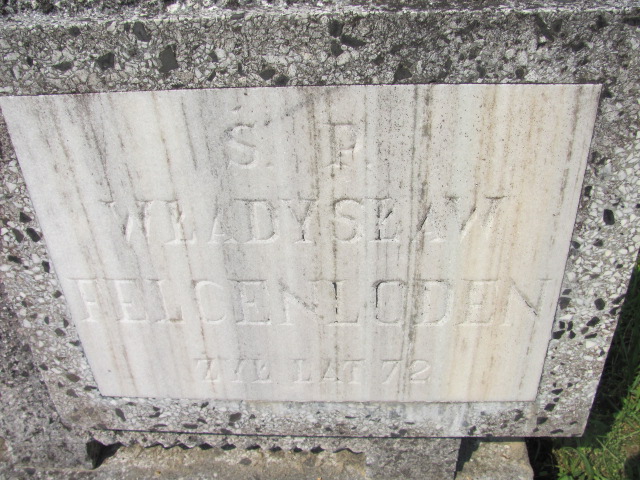 Ś. P.
WŁADYSŁAW
FELCENLODEN
ŻYŁ LAT 72